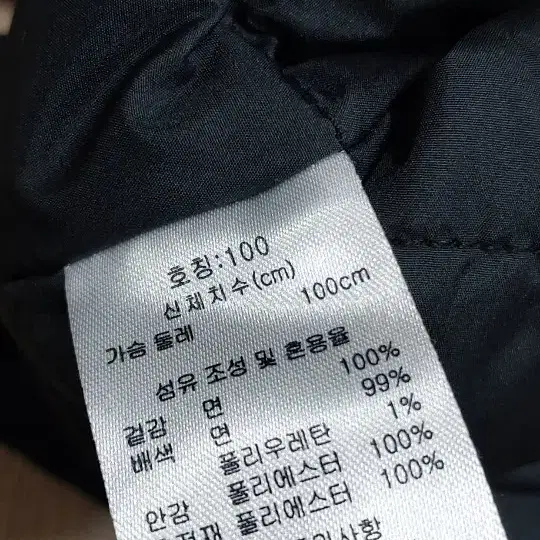 호칭:100
신체치수(cm)
가슴 둘레 100cm
섬유 조성 및 혼용율
겉감 면 100%
배색 면 99%
폴리우레탄 1%
안감 폴리에스터 100%
폴리에스터 100%